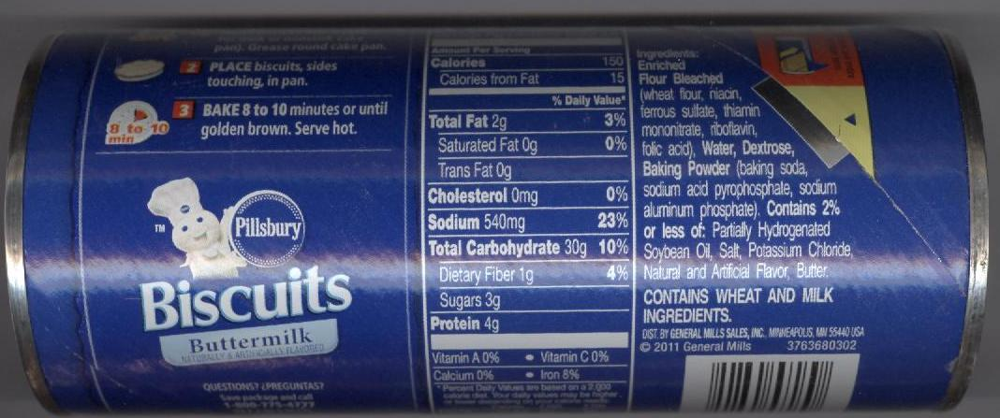 pan). Grease round cake pan.
2 PLACE biscuits, sides
touching, in pan.
3 BAKE 8 to 10 minutes or until
golden brown. Serve hot.
8 to 10
min
TM
Pillsbury
Biscuits
Buttermilk
NATURALLY & ARTIFICIALLY FLAVORED
QUESTIONS? ¿PREGUNTAS?
Save package and call
1-800-775-4777
Amount Per Serving
Calories 150
Calories from Fat 15
% Daily Value*
Total Fat 2g 3%
Saturated Fat 0g 0%
Trans Fat 0g
Cholesterol 0mg 0%
Sodium 540mg 23%
Total Carbohydrate 30g 10%
Dietary Fiber 1g 4%
Sugars 3g
Protein 4g
Vitamin A 0% • Vitamin C 0%
Calcium 0% • Iron 8%
* Percent Daily Values are based on a 2,000
calorie diet. Your daily values may be higher
or lower depending on your calorie needs.
Ingredients:
Enriched
Flour Bleached
(wheat flour, niacin,
ferrous sulfate, thiamin
mononitrate, riboflavin,
folic acid), Water, Dextrose,
Baking Powder (baking soda,
sodium acid pyrophosphate, sodium
aluminum phosphate). Contains 2%
or less of: Partially Hydrogenated
Soybean Oil, Salt, Potassium Chloride,
Natural and Artificial Flavor, Butter.
CONTAINS WHEAT AND MILK
INGREDIENTS.
DIST. BY GENERAL MILLS SALES, INC., MINNEAPOLIS, MN 55440 USA
© 2011 General Mills 3763680302